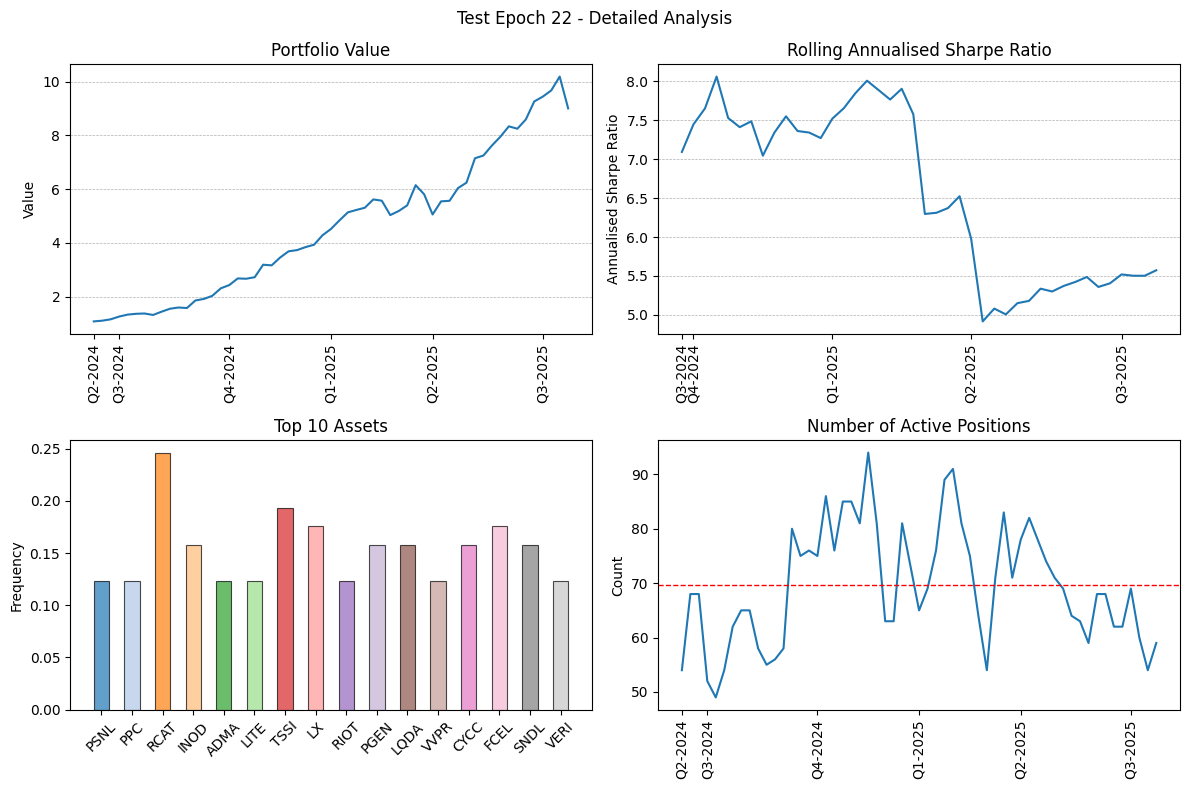 Test Epoch 22 - Detailed Analysis
Portfolio Value
Value
10
8
6
4
2
Q2-2024
Q3-2024
Q4-2024
Q1-2025
Q2-2025
Q3-2025
Rolling Annualised Sharpe Ratio
Annualised Sharpe Ratio
8.0
7.5
7.0
6.5
6.0
5.5
5.0
Q3-2024
Q4-2024
Q1-2025
Q2-2025
Q3-2025
Top 10 Assets
Frequency
0.25
0.20
0.15
0.10
0.05
0.00
PSNL
PPC
RCAT
INOD
ADMA
LITE
TSSI
LX
RIOT
PGEN
LQDA
VVPR
CYCC
FCEL
SNDL
VERI
Number of Active Positions
Count
90
80
70
60
50
Q2-2024
Q3-2024
Q4-2024
Q1-2025
Q2-2025
Q3-2025